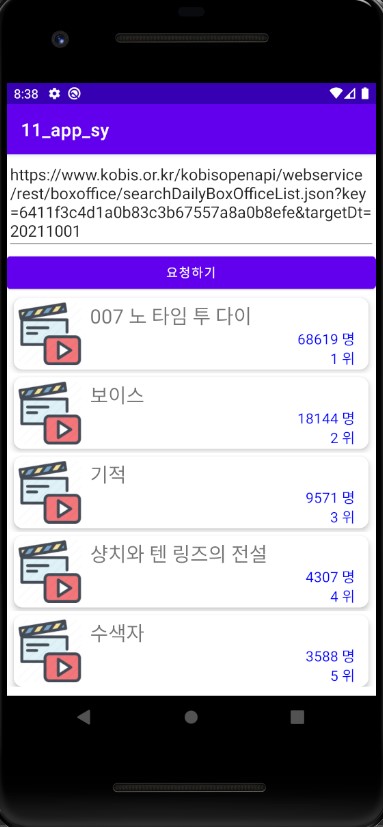 8:38
11_app_sy
https://www.kobis.or.kr/kobisopenapi/webservice
/rest/boxoffice/searchDailyBoxOfficeList.json?key
=6411f3c4d1a0b83c3b67557a8a0b8efe&targetDt=
20211001
요청하기
007 노 타임 투 다이
68619 명
1 위
보이스
18144 명
2 위
기적
9571 명
3 위
샹치와 텐 링즈의 전설
4307 명
4 위
수색자
3588 명
5 위